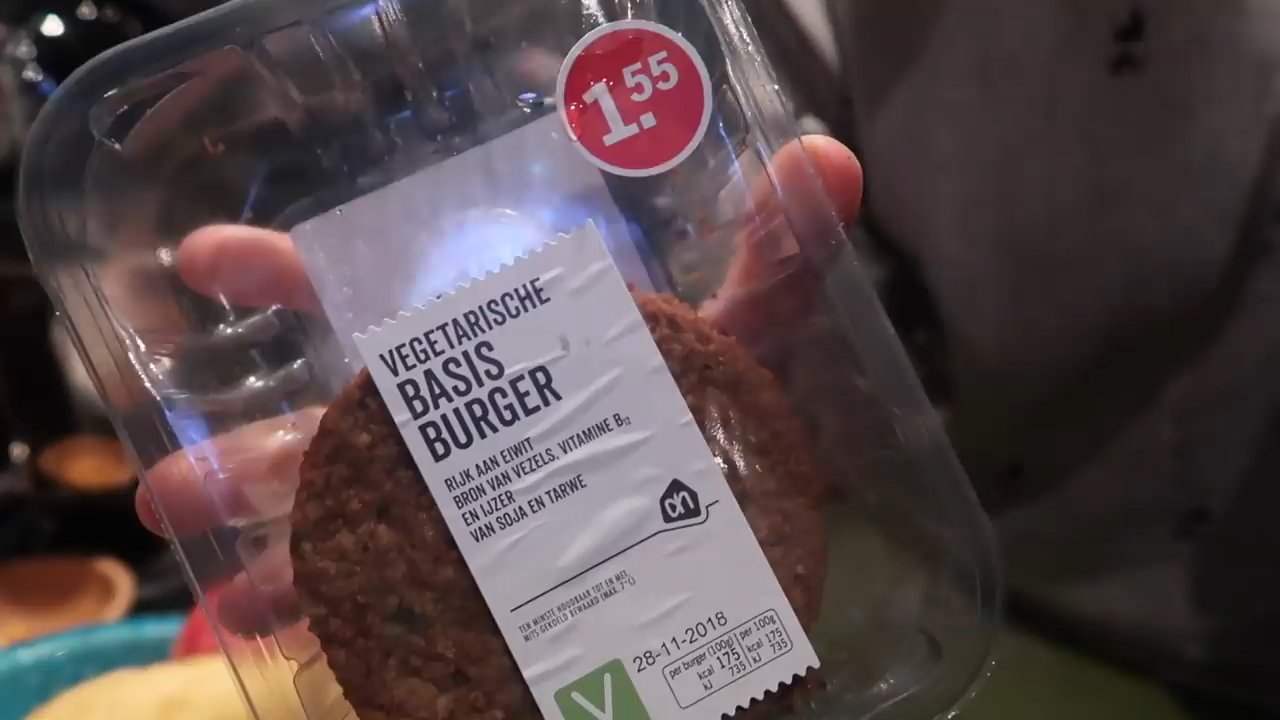 1.55
VEGETARISCHE
BASIS
BURGER
RIJK AAN EIWIT
BRON VAN VEZELS, VITAMINE B12
EN IJZER
VAN SOJA EN TARWE
ah
TEN MINSTE HOUDBAAR TOT EN MET,
MITS GEKOELD BEWAARD (MAX. 7°C)
28-11-2018
per burger (100g) per 100g
kcal 175 kcal 175
kJ 735 kJ 735
V